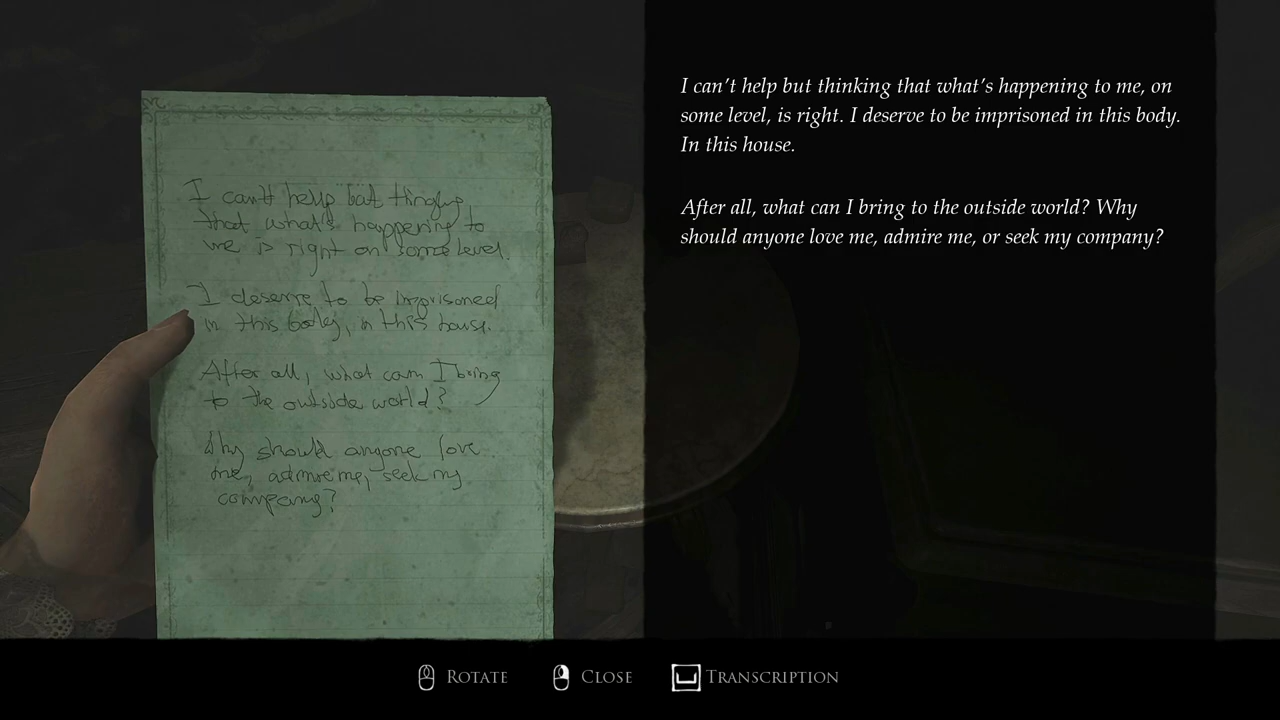 I can't help but thinging
that what's happening to
me is right on some level.
I deserve to be imprisoned
in this body, in this house.
After all, what can I bring
to the outside world?
Why should anyone love
me, admire me, seek my
company?
I can't help but thinking that what's happening to me, on
some level, is right. I deserve to be imprisoned in this body.
In this house.
After all, what can I bring to the outside world? Why
should anyone love me, admire me, or seek my company?
ROTATE CLOSE TRANSCRIPTION